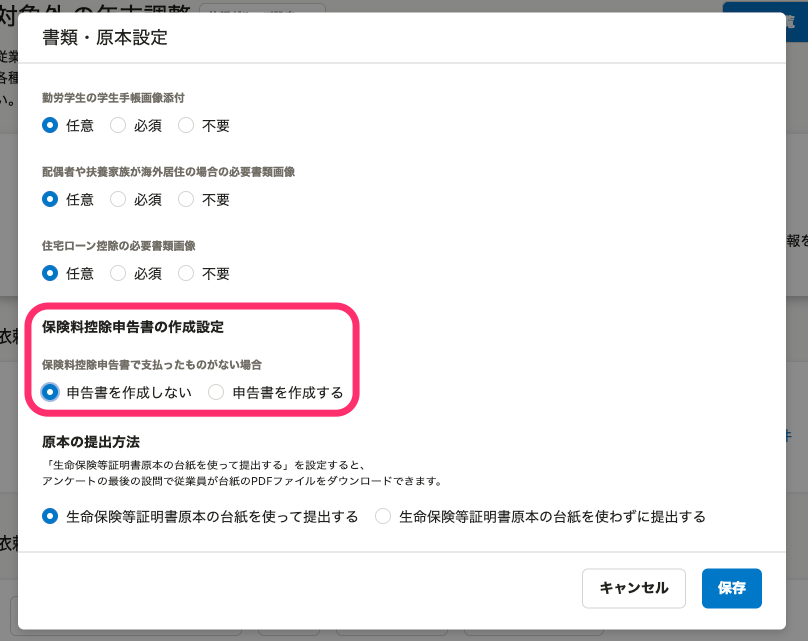 書類・原本設定
従業
各種
い。
勤労学生の学生手帳画像添付
任意 必須 不要
配偶者や扶養家族が海外居住の場合の必要書類画像
任意 必須 不要
報を
住宅ローン控除の必要書類画像
任意 必須 不要
保険料控除申告書の作成設定
依頼
保険料控除申告書で支払ったものがない場合
申告書を作成しない 申告書を作成する
原本の提出方法
件
「生命保険等証明書原本の台紙を使って提出する」を設定すると、
アンケートの最後の設問で従業員が台紙のPDFファイルをダウンロードできます。
生命保険等証明書原本の台紙を使って提出する 生命保険等証明書原本の台紙を使わずに提出する
依頼
キャンセル 保存